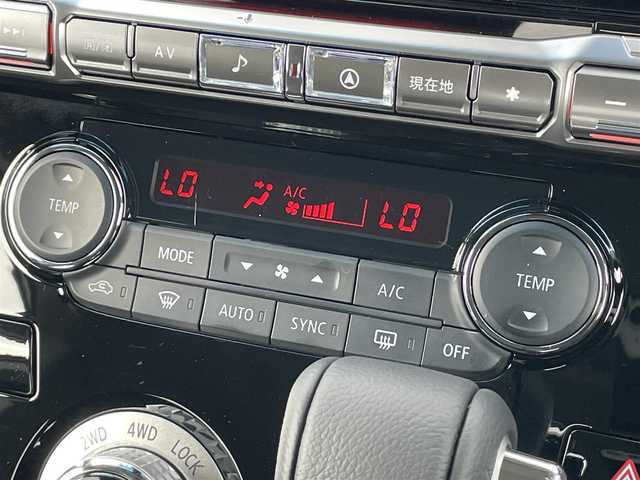 AV
現在地
LO
A/C
LO
TEMP
MODE
A/C
TEMP
AUTO
SYNC
OFF
2WD 4WD LOCK